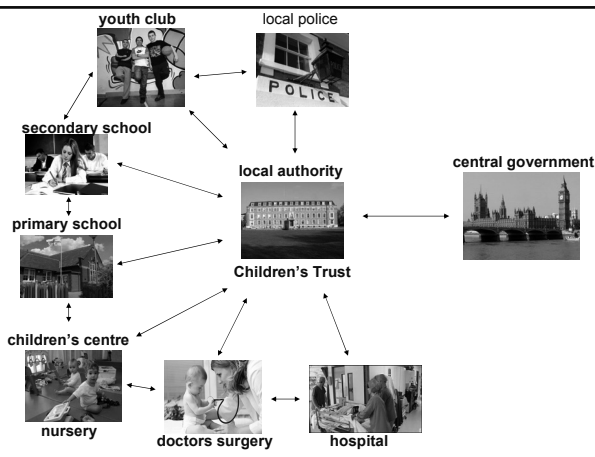 youth club
local police
POLICE
secondary school
local authority
central government
primary school
Children's Trust
children's centre
nursery
doctors surgery
hospital